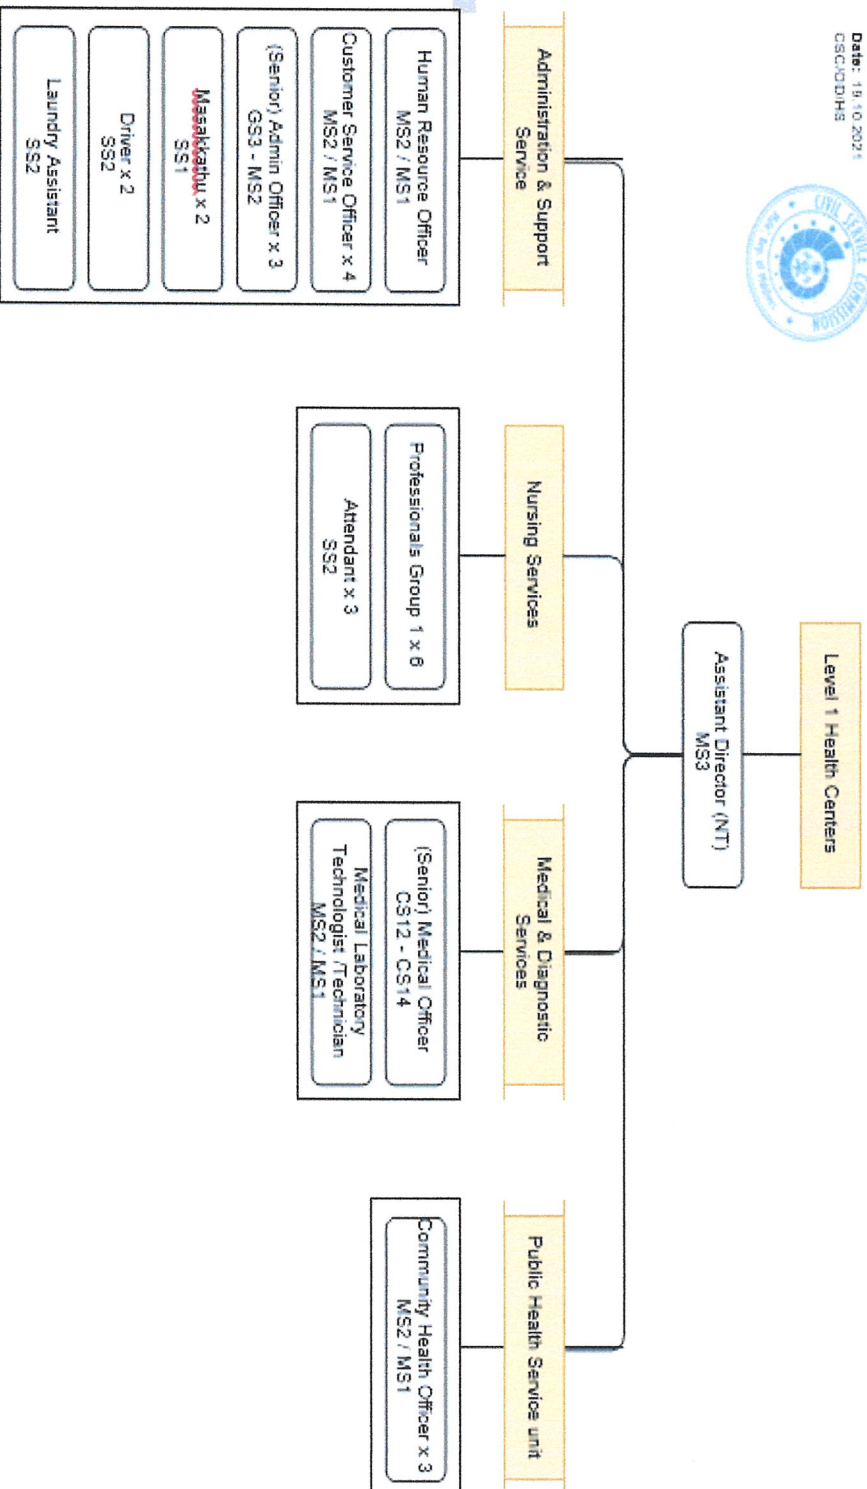 Date: 19.10.2021
CSC/OD/HS
CIVIL SERVICE COMMISSION
Level 1 Health Centers
Assistant Director (NT)
MS3
Administration & Support
Service
Human Resource Officer
MS2 / MS1
Customer Service Officer x 4
MS2 / MS1
(Senior) Admin Officer x 3
GS3 - MS2
Masakkathu x 2
SS1
Driver x 2
SS2
Laundry Assistant
SS2
Nursing Services
Professionals Group 1 x 6
Attendant x 3
SS2
Medical & Diagnostic
Services
(Senior) Medical Officer
CS12 - CS14
Medical Laboratory
Technologist /Technician
MS2 / MS1
Public Health Service unit
Community Health Officer x 3
MS2 / MS1